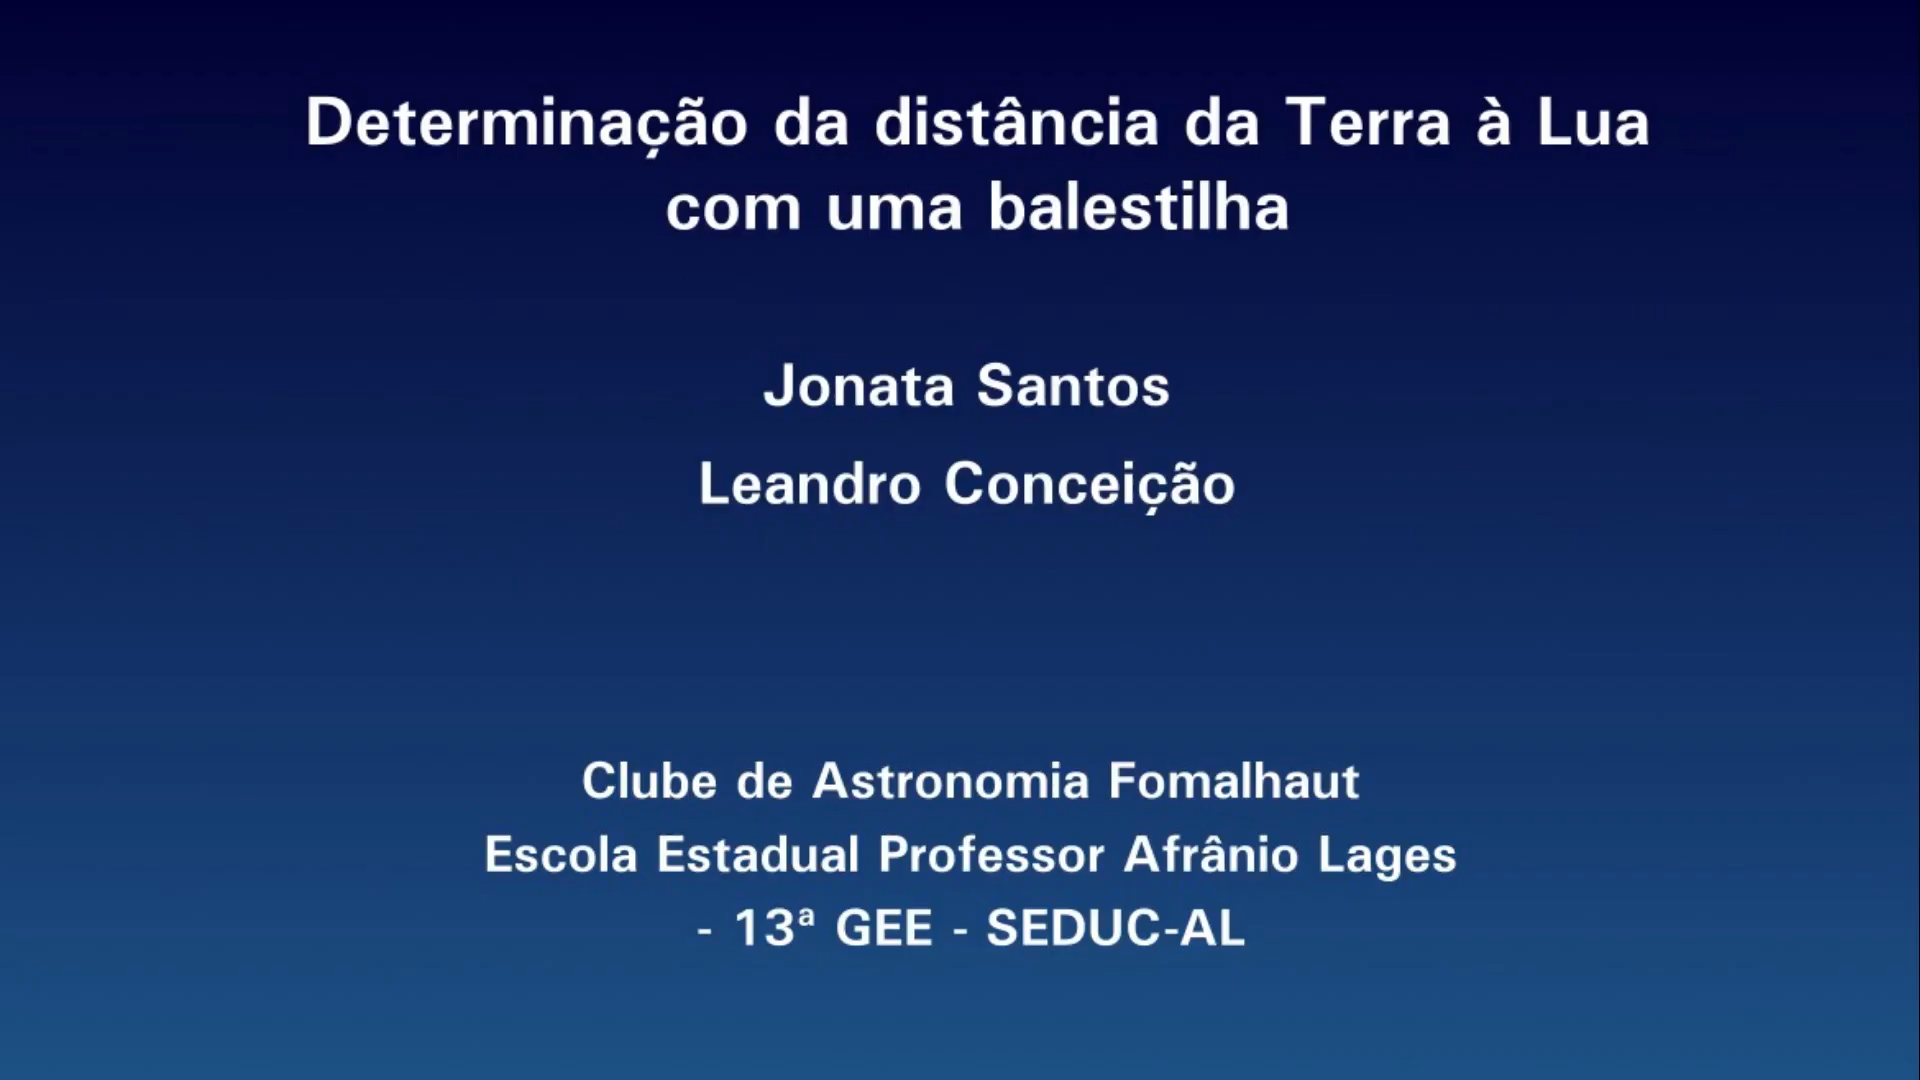 Determinação da distância da Terra à Lua
com uma balestilha
Jonata Santos
Leandro Conceição
Clube de Astronomia Fomalhaut
Escola Estadual Professor Afrânio Lages
- 13ª GEE - SEDUC-AL